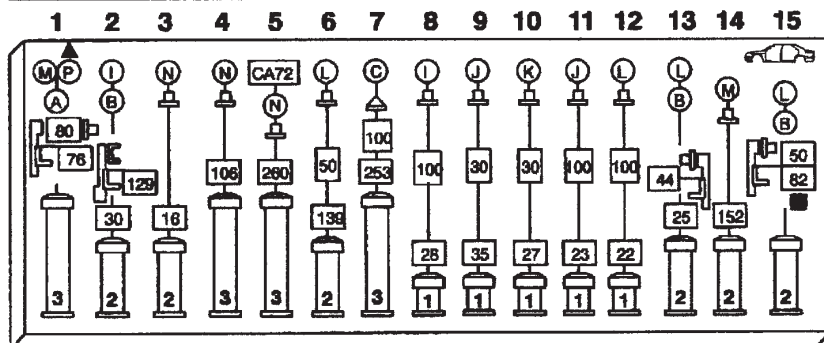 1 2 3 4 5 6 7 8 9 10 11 12 13 14 15
M P I N N CA72 L C I J K J L L M L
A B N B B
80 100 50
76 129 106 260 50 253 100 30 30 100 100 44 82
30 16 139 25 152
28 35 27 23 22
3 2 2 3 3 2 3 1 1 1 1 1 2 2 2